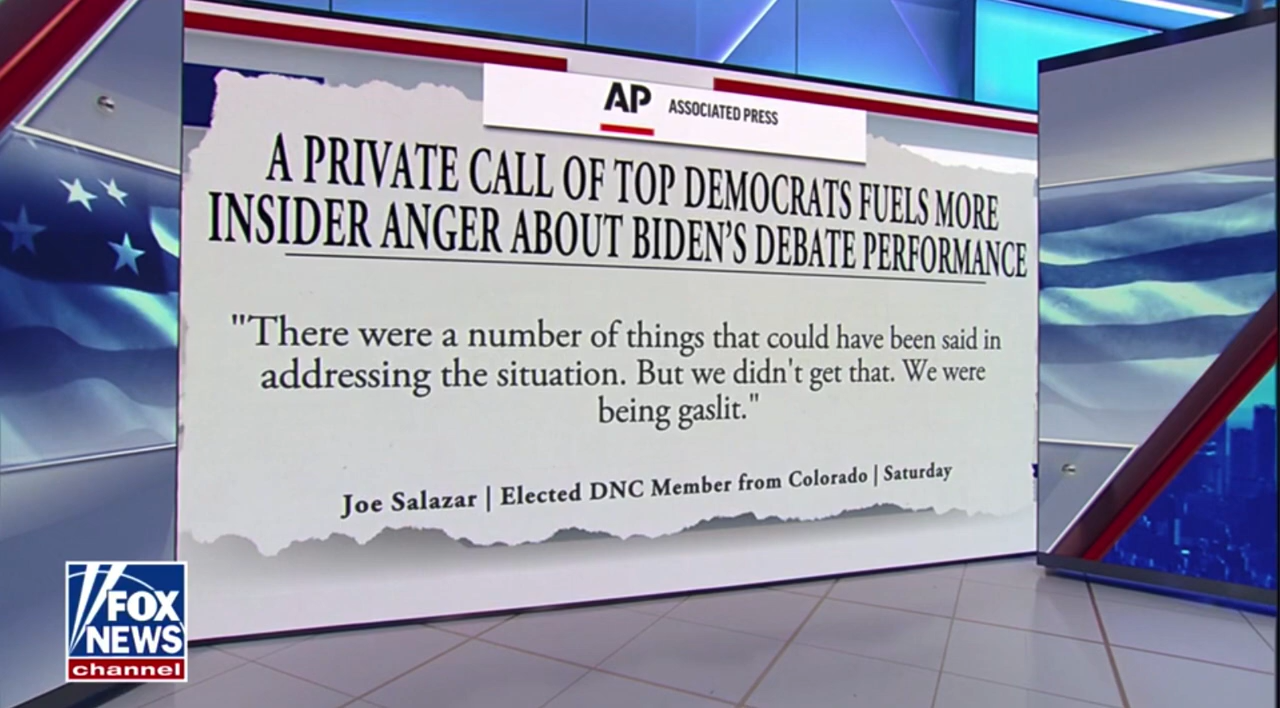 AP ASSOCIATED PRESS
A PRIVATE CALL OF TOP DEMOCRATS FUELS MORE
INSIDER ANGER ABOUT BIDEN'S DEBATE PERFORMANCE
"There were a number of things that could have been said in
addressing the situation. But we didn't get that. We were
being gaslit."
Joe Salazar | Elected DNC Member from Colorado | Saturday
FOX
NEWS
channel